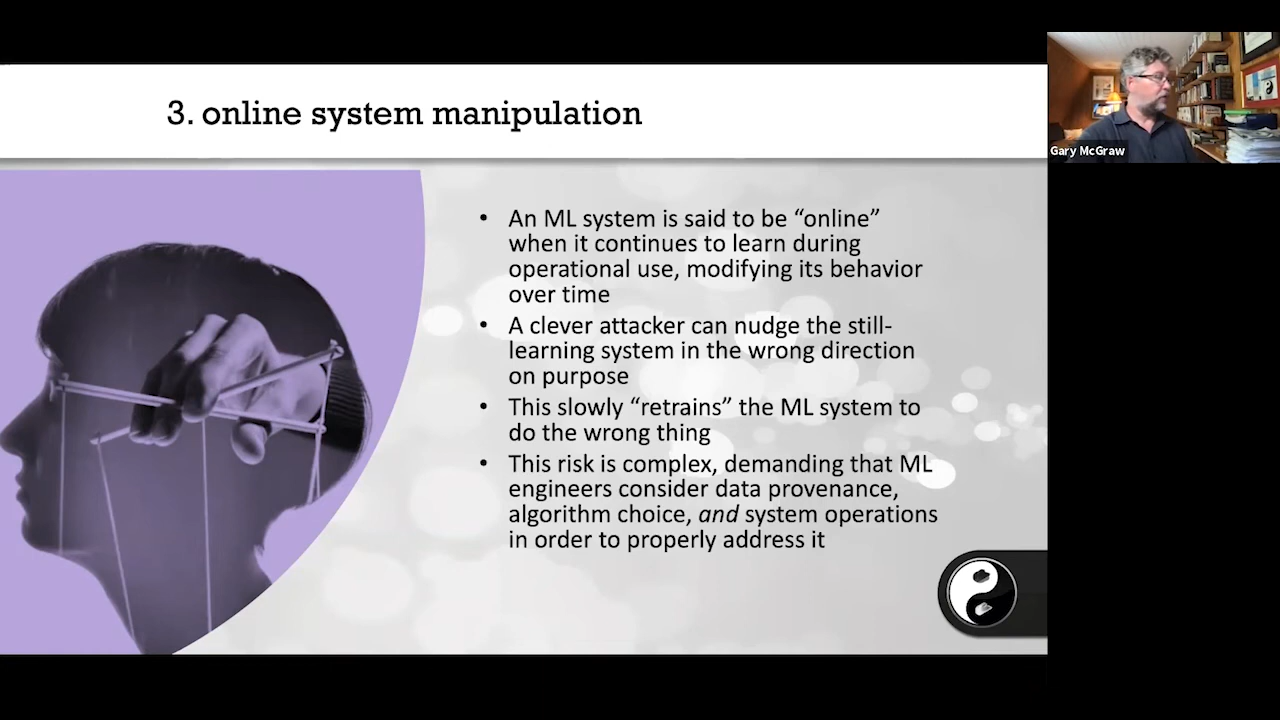 3. online system manipulation
Gary McGraw
• An ML system is said to be “online”
when it continues to learn during
operational use, modifying its behavior
over time
• A clever attacker can nudge the still-
learning system in the wrong direction
on purpose
• This slowly “retrains” the ML system to
do the wrong thing
• This risk is complex, demanding that ML
engineers consider data provenance,
algorithm choice, and system operations
in order to properly address it